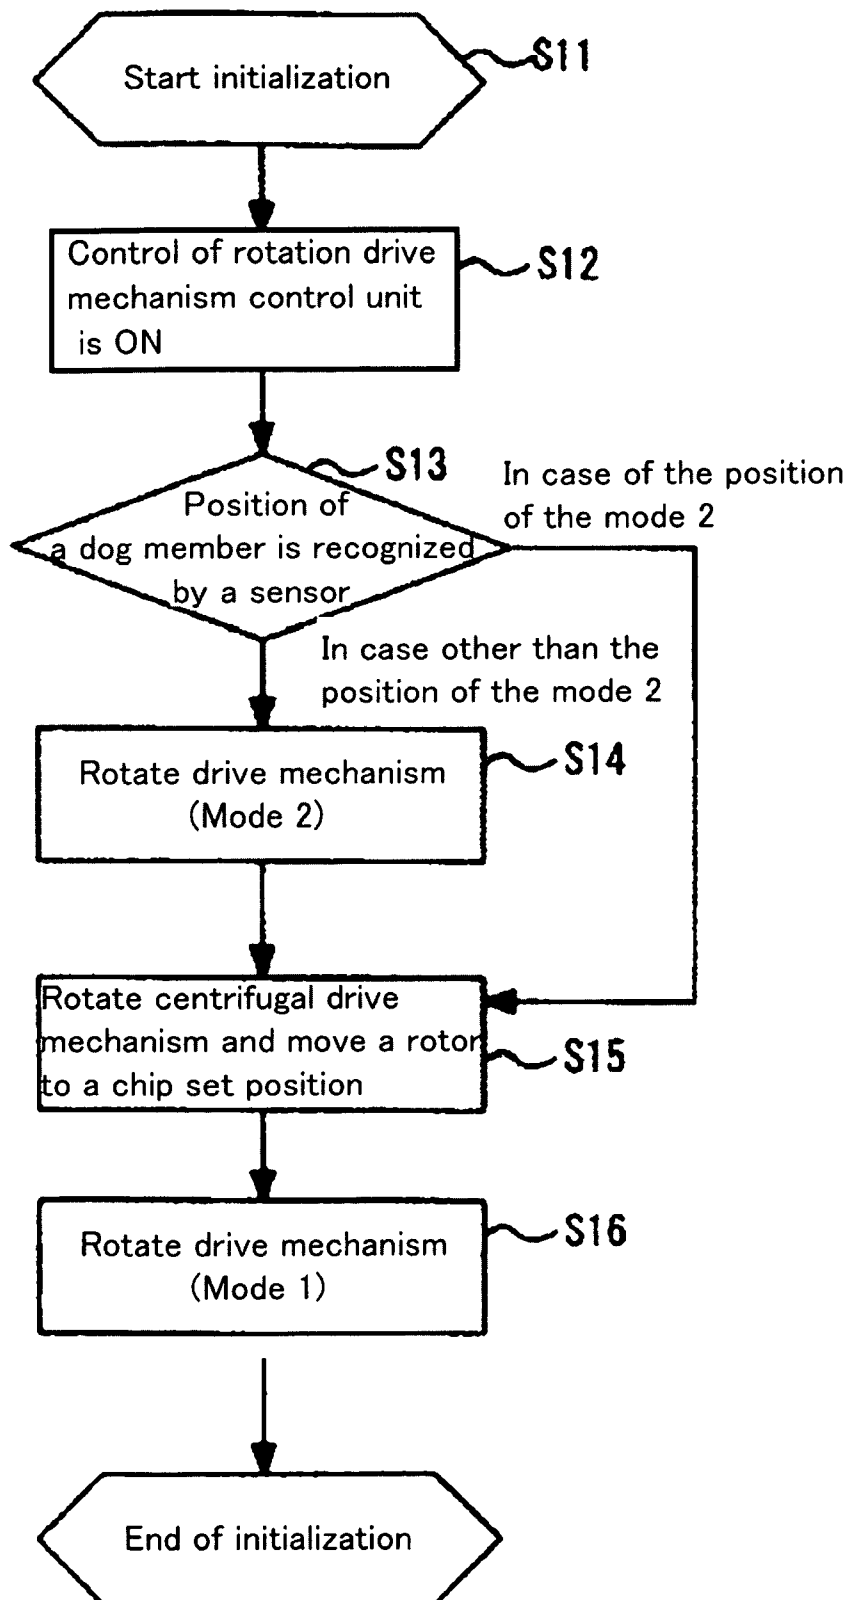 Start initialization
S11
Control of rotation drive
mechanism control unit
is ON
S12
S13
Position of
a dog member is recognized
by a sensor
In case of the position
of the mode 2
In case other than the
position of the mode 2
Rotate drive mechanism
(Mode 2)
S14
Rotate centrifugal drive
mechanism and move a rotor
to a chip set position
S15
Rotate drive mechanism
(Mode 1)
S16
End of initialization